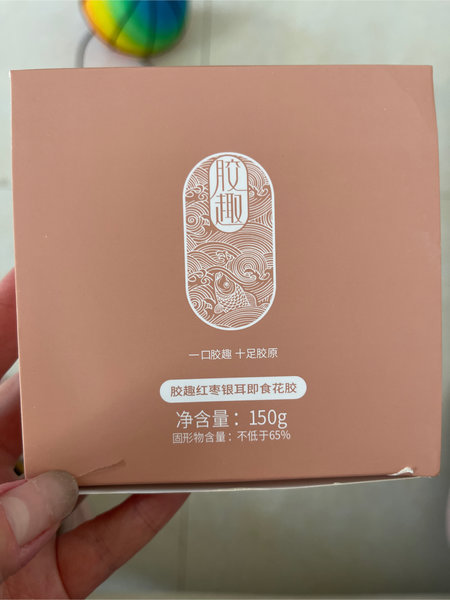 胶趣
一口胶趣 十足胶原
胶趣红枣银耳即食花胶
净含量：150g
固形物含量：不低于65%